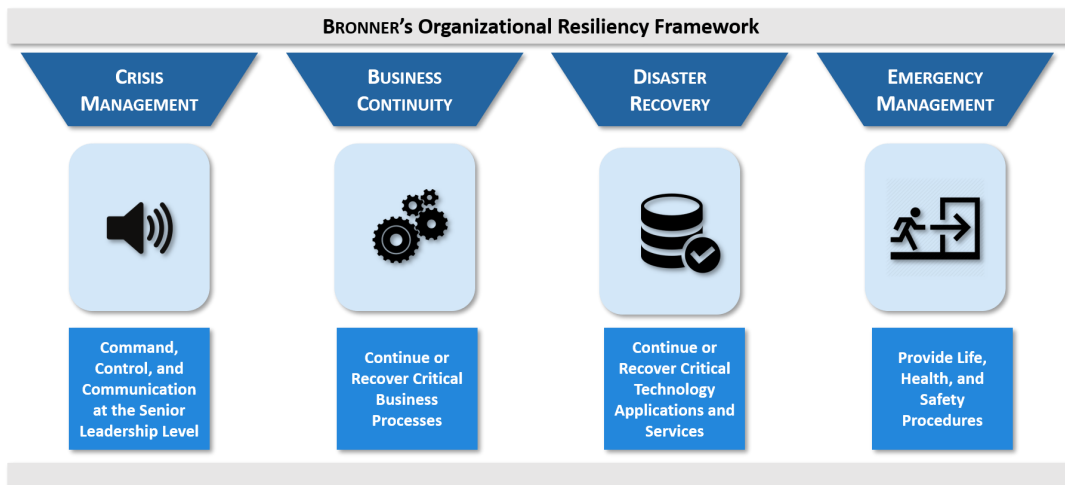 BRONNER's Organizational Resiliency Framework
CRISIS
MANAGEMENT
BUSINESS
CONTINUITY
DISASTER
RECOVERY
EMERGENCY
MANAGEMENT
Command,
Control, and
Communication
at the Senior
Leadership Level
Continue or
Recover Critical
Business
Processes
Continue or
Recover Critical
Technology
Applications and
Services
Provide Life,
Health, and
Safety
Procedures